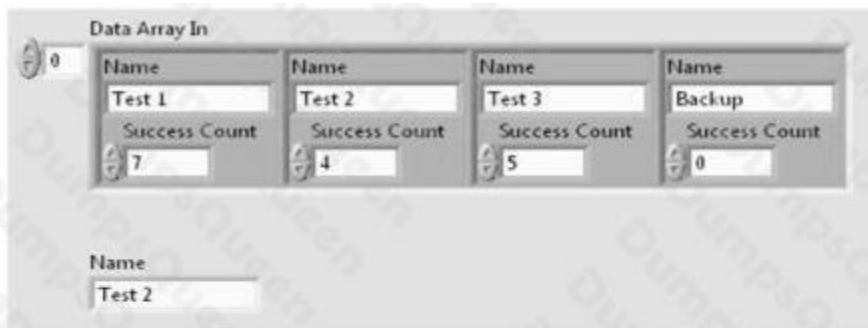 Data Array In
0
Name Name Name Name
Test 1 Test 2 Test 3 Backup
Success Count Success Count Success Count Success Count
7 4 5 0
Name
Test 2
DumpsQueen